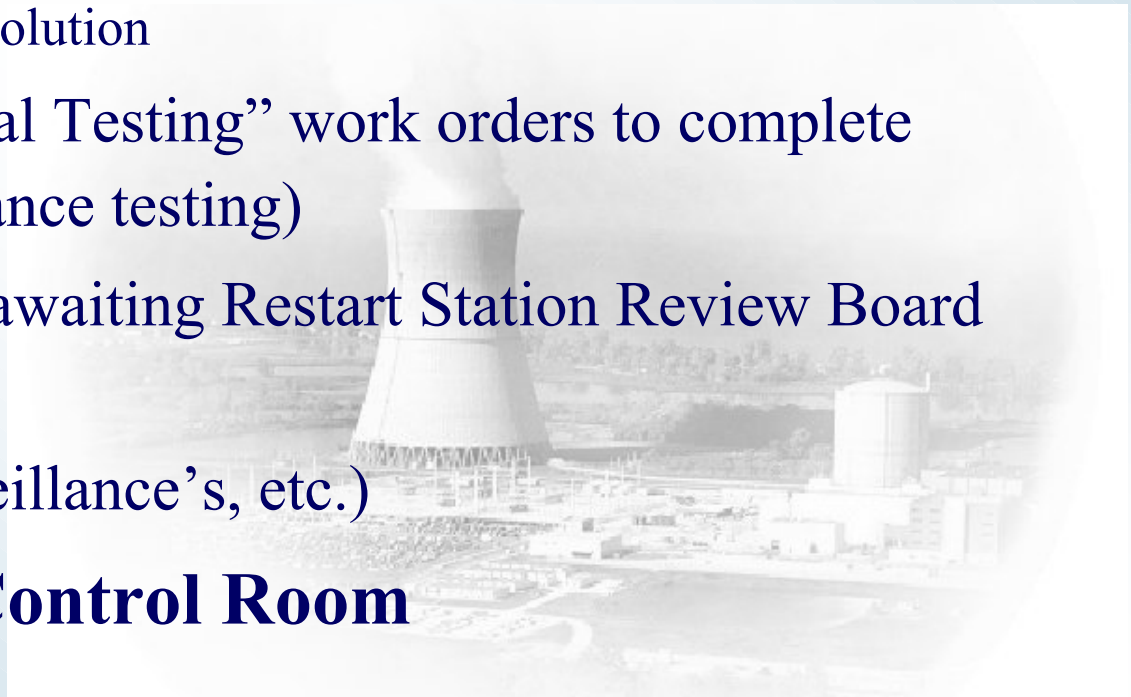 olution
al Testing” work orders to complete
ance testing)
awaiting Restart Station Review Board
eillance’s, etc.)
Control Room